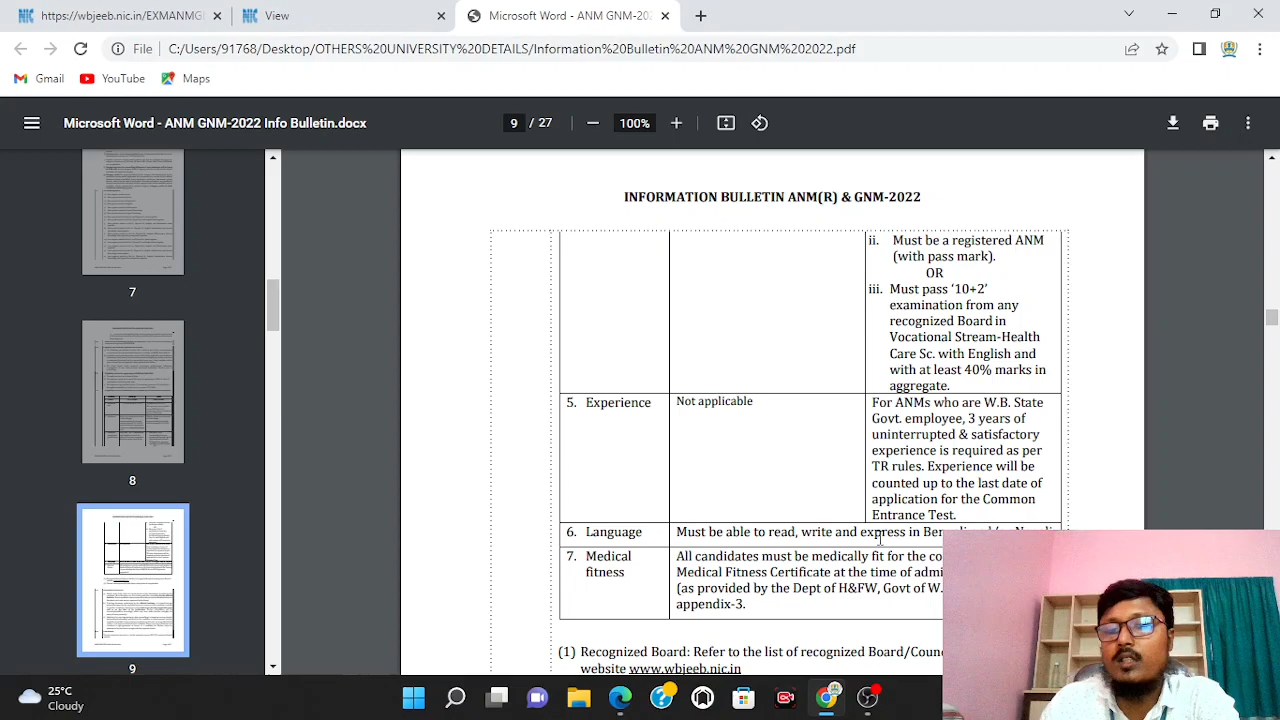 https://wbjeeb.nic.in/EXMANMG
View
Microsoft Word - ANM GNM-202
File
C:/Users/91768/Desktop/OTHERS%20UNIVERSITY%20DETAILS/Information%20Bulletin%20ANM%20GNM%202022.pdf
Gmail
YouTube
Maps
Microsoft Word - ANM GNM-2022 Info Bulletin.docx
9 / 27
100%
7
8
9
INFORMATION BULLETIN ANM(R) & GNM-2022
ii. Must be a registered ANM
(with pass mark).
OR
iii. Must pass ‘10+2’
examination from any
recognized Board in
Vocational Stream-Health
Care Sc. with English and
with at least 40% marks in
aggregate.
5. Experience
Not applicable
For ANMs who are W.B. State
Govt. employee, 3 years of
uninterrupted & satisfactory
experience is required as per
TR rules. Experience will be
counted up to the last date of
application for the Common
Entrance Test.
6. Language
Must be able to read, write and express in
7. Medical
fitness
All candidates must be medically fit for the
Medical Fitness Certificate at the time of
(as provided by the Dept of H&FW, Govt of W.
appendix-3.
(1) Recognized Board: Refer to the list of recognized
website www.wbjeeb.nic.in
25°C
Cloudy